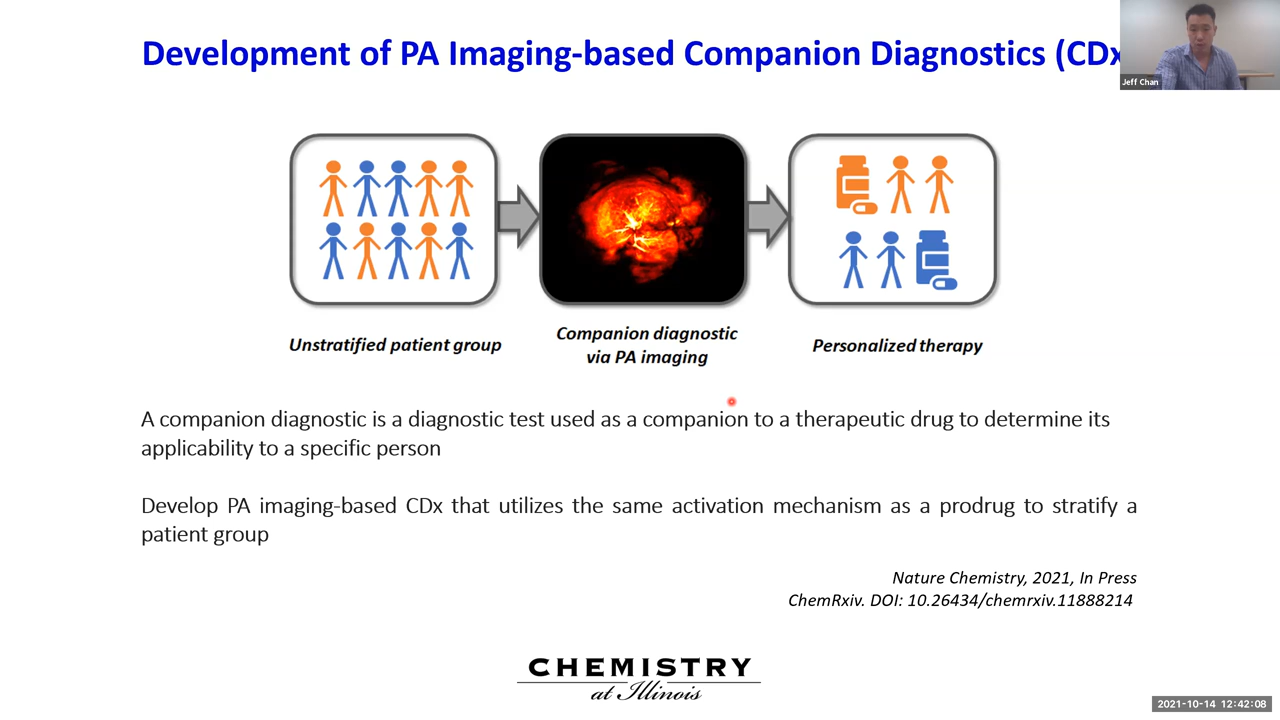 Development of PA Imaging-based Companion Diagnostics (CDx
Jeff Chan
Unstratified patient group
Companion diagnostic
via PA imaging
Personalized therapy
A companion diagnostic is a diagnostic test used as a companion to a therapeutic drug to determine its
applicability to a specific person
Develop PA imaging-based CDx that utilizes the same activation mechanism as a prodrug to stratify a
patient group
Nature Chemistry, 2021, In Press
ChemRxiv. DOI: 10.26434/chemrxiv.11888214
CHEMISTRY
at Illinois
2021-10-14 12:42:08